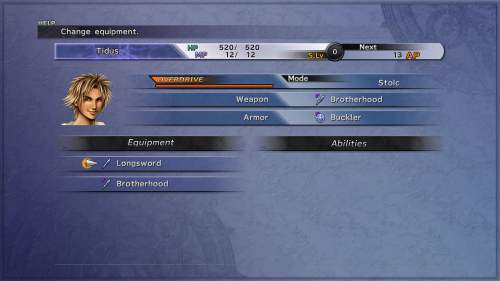 HELP
Change equipment.
Tidus HP 520/ 520 MP 12/ 12 S.Lv 0 Next 13 AP
OVERDRIVE Mode Stoic
Weapon Brotherhood
Armor Buckler
Equipment Abilities
Longsword
Brotherhood